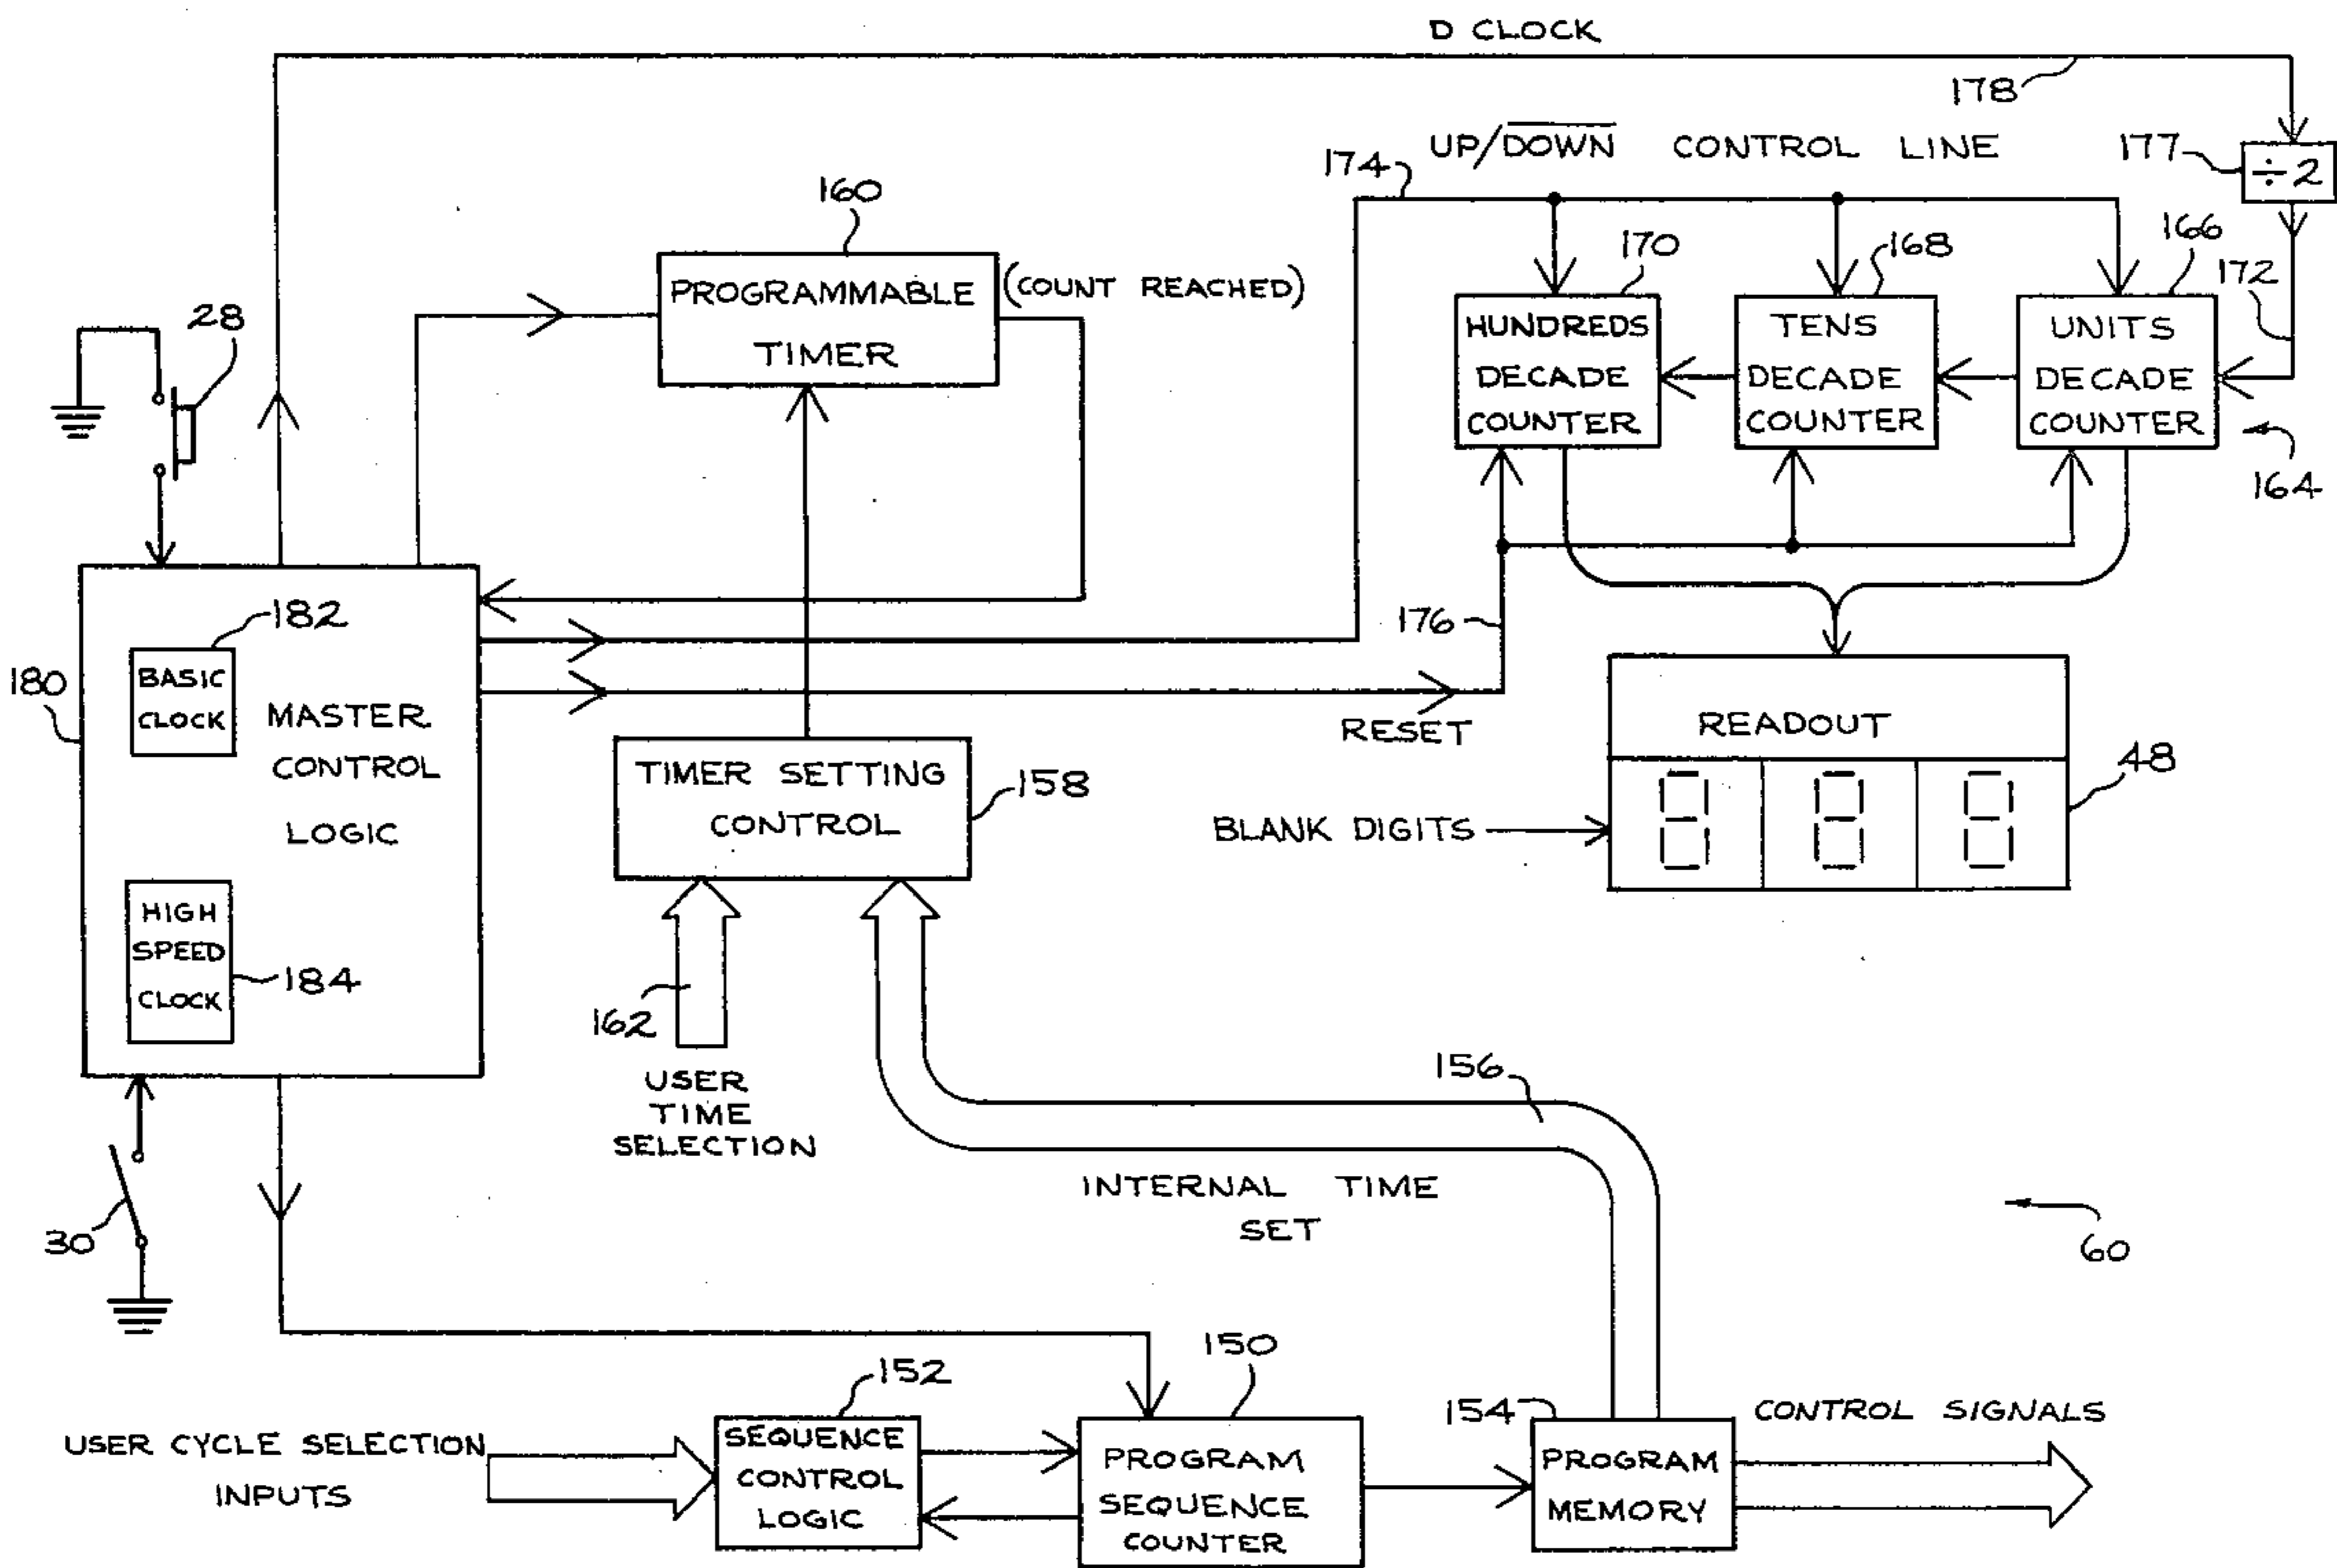 D CLOCK
178
UP/DOWN CONTROL LINE
177
÷2
174
160
170
168
166
172
PROGRAMMABLE
TIMER
(COUNT REACHED)
28
HUNDREDS
DECADE
COUNTER
TENS
DECADE
COUNTER
UNITS
DECADE
COUNTER
164
182
176
180
BASIC
CLOCK
MASTER
CONTROL
LOGIC
RESET
READOUT
TIMER SETTING
CONTROL
158
48
BLANK DIGITS
8 8 8
HIGH
SPEED
CLOCK
184
162
USER
TIME
SELECTION
156
INTERNAL TIME
SET
30
60
152
150
154
CONTROL SIGNALS
USER CYCLE SELECTION
INPUTS
SEQUENCE
CONTROL
LOGIC
PROGRAM
SEQUENCE
COUNTER
PROGRAM
MEMORY